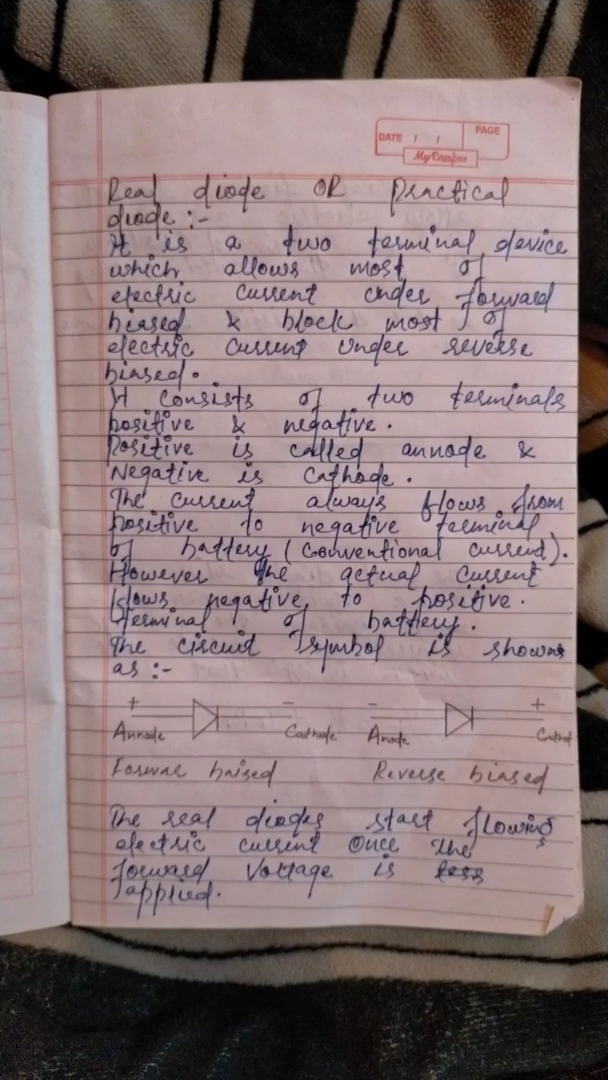 DATE / / PAGE
MyCampus
Real diode OR Practical
diode :-
It is a two terminal device
which allows most of
electric current under forward
biased & block most of
electric current under reverse
biased.
It consists of two terminals
positive & negative.
Positive is called annode &
Negative is Cathode.
The current always flows from
positive to negative terminal
of battery (Conventional current).
However the actual current
flows negative to positive.
terminal of battery.
The circuit symbol is shown as
as :-
+ - - +
Annode Cathode Anode Cathod
Forwar baised Reverse biased
The real diodes start flowing
electric current once the
forward Voltage is less
applied.